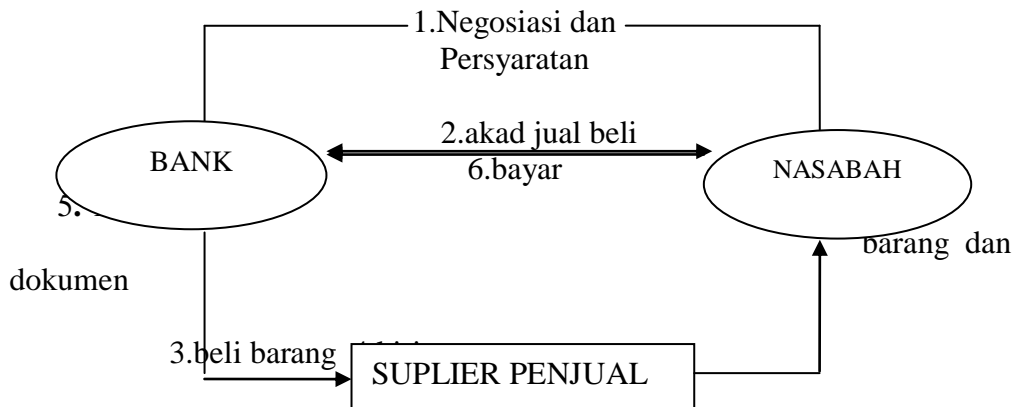 1.Negosiasi dan
Persyaratan
2.akad jual beli
BANK
6.bayar
NASABAH
5.
barang dan
dokumen
3.beli barang
SUPLIER PENJUAL